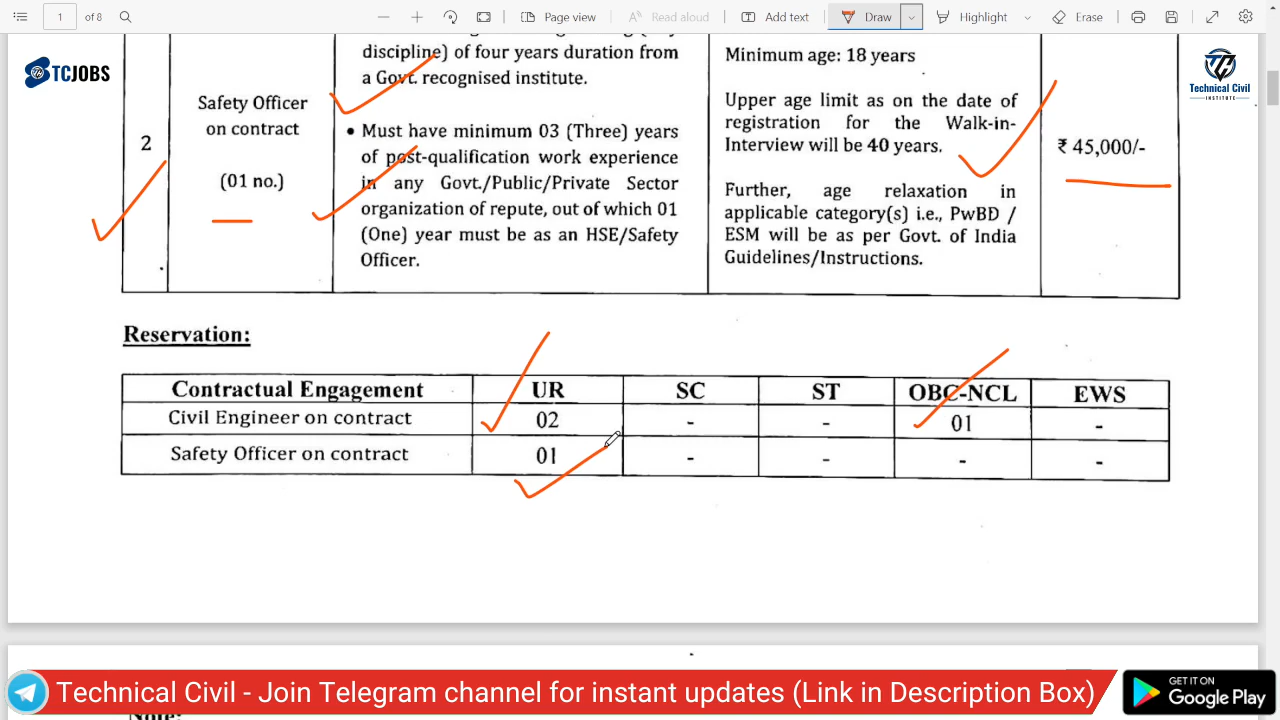 1
of 8
Page view
Read aloud
Add text
Draw
Highlight
Erase
TCJOBS
Technical Civil
INSTITUTE
2
Safety Officer
on contract
(01 no.)
discipline) of four years duration from
a Govt. recognised institute.
• Must have minimum 03 (Three) years
of post-qualification work experience
in any Govt./Public/Private Sector
organization of repute, out of which 01
(One) year must be as an HSE/Safety
Officer.
Minimum age: 18 years
Upper age limit as on the date of
registration for the Walk-in-
Interview will be 40 years.
Further, age relaxation in
applicable category(s) i.e., PwBD /
ESM will be as per Govt. of India
Guidelines/Instructions.
₹ 45,000/-
Reservation:
Contractual Engagement UR SC ST OBC-NCL EWS
Civil Engineer on contract 02 - - 01 -
Safety Officer on contract 01 - - - -
Technical Civil - Join Telegram channel for instant updates (Link in Description Box)
GET IT ON
Google Play
Note: